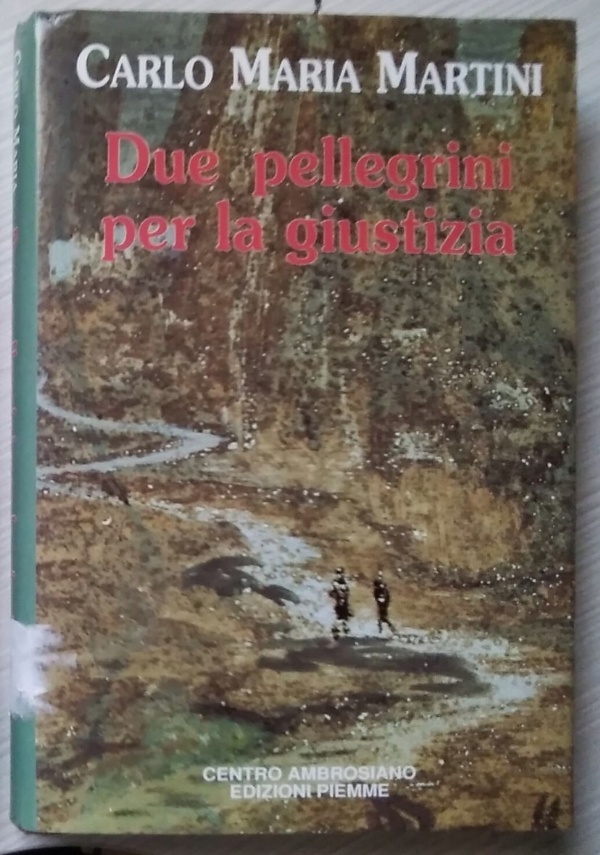 CARLO MARIA MARTINI
Due pellegrini
per la giustizia
CENTRO AMBROSIANO
EDIZIONI PIEMME